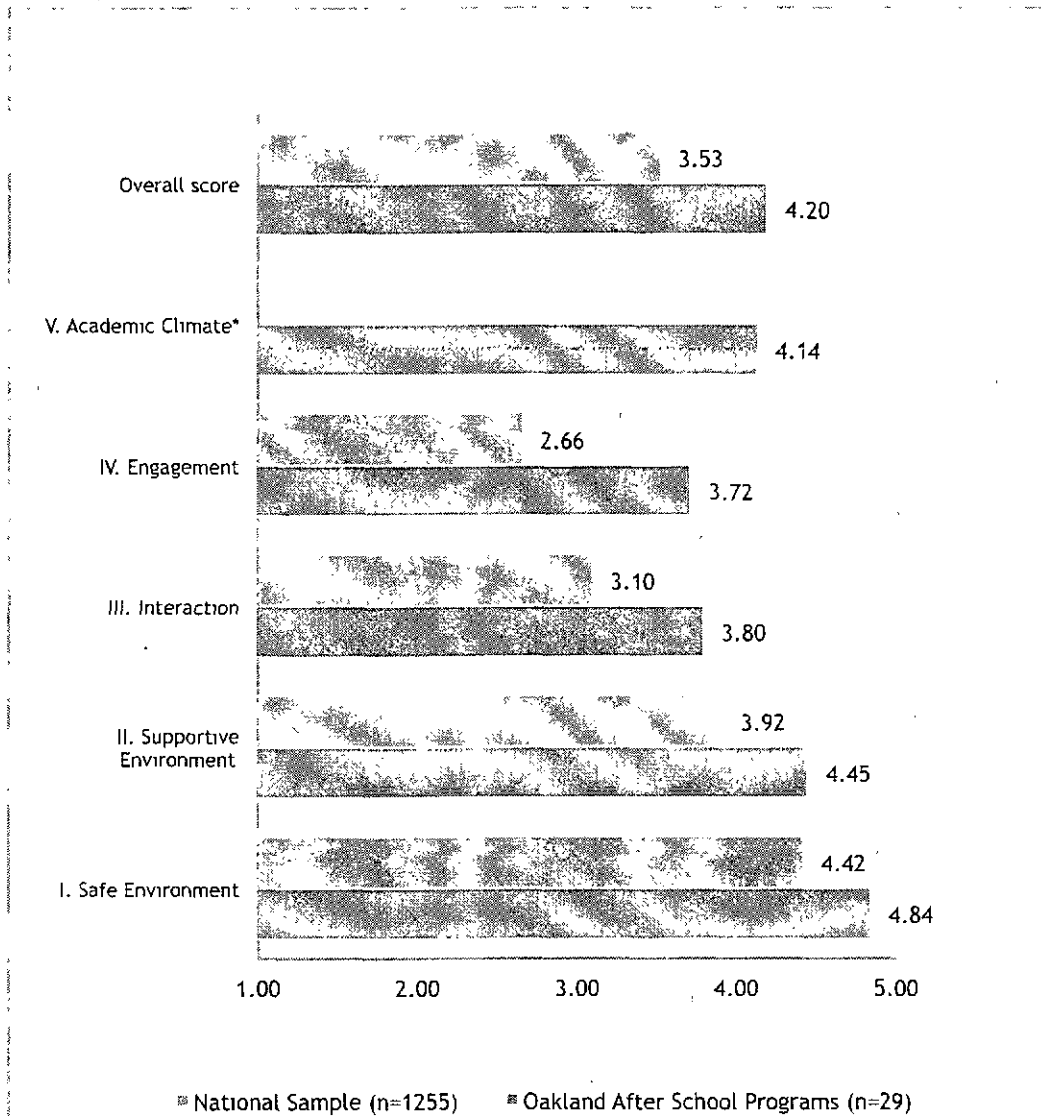 Overall score
3.53
4.20
V. Academic Climate*
4.14
IV. Engagement
2.66
3.72
III. Interaction
3.10
3.80
II. Supportive
Environment
3.92
4.45
I. Safe Environment
4.42
4.84
1.00 2.00 3.00 4.00 5.00
National Sample (n=1255) Oakland After School Programs (n=29)